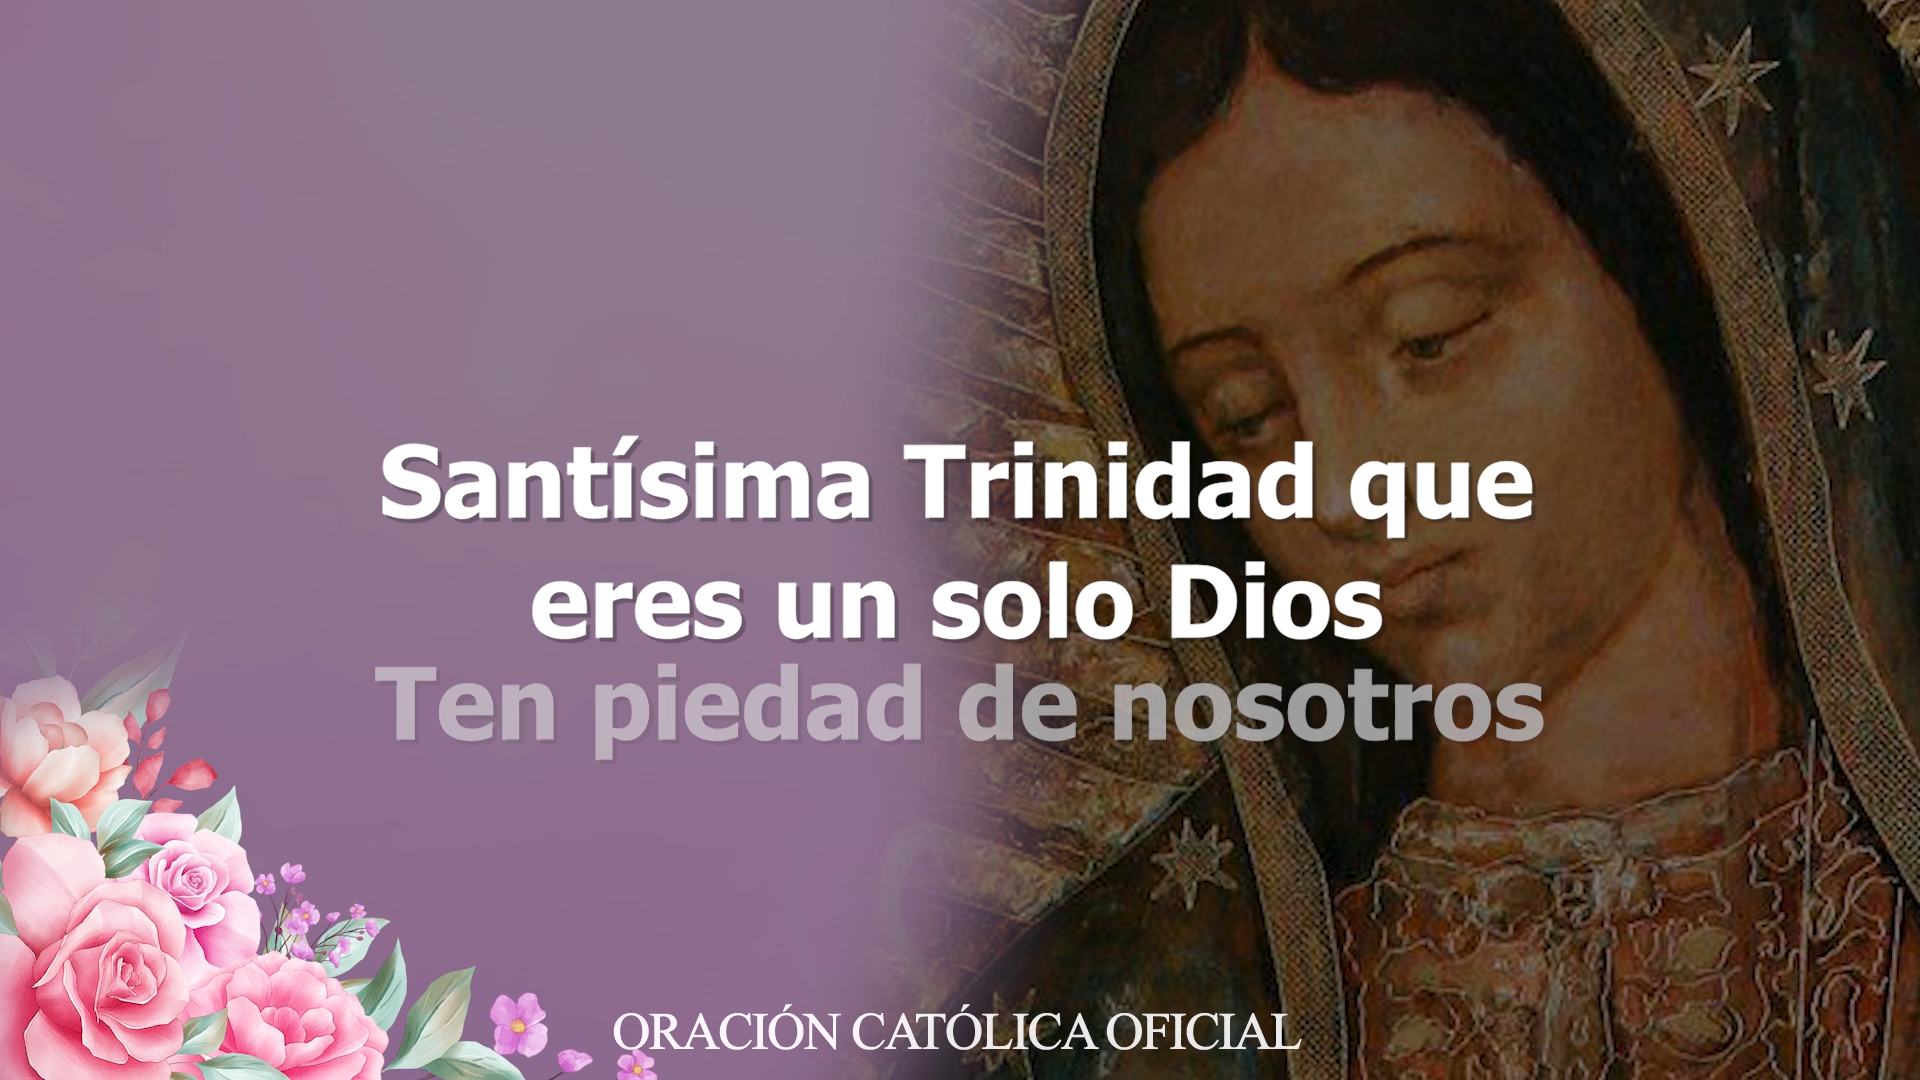 Santísima Trinidad que
eres un solo Dios
Ten piedad de nosotros
ORACIÓN CATÓLICA OFICIAL